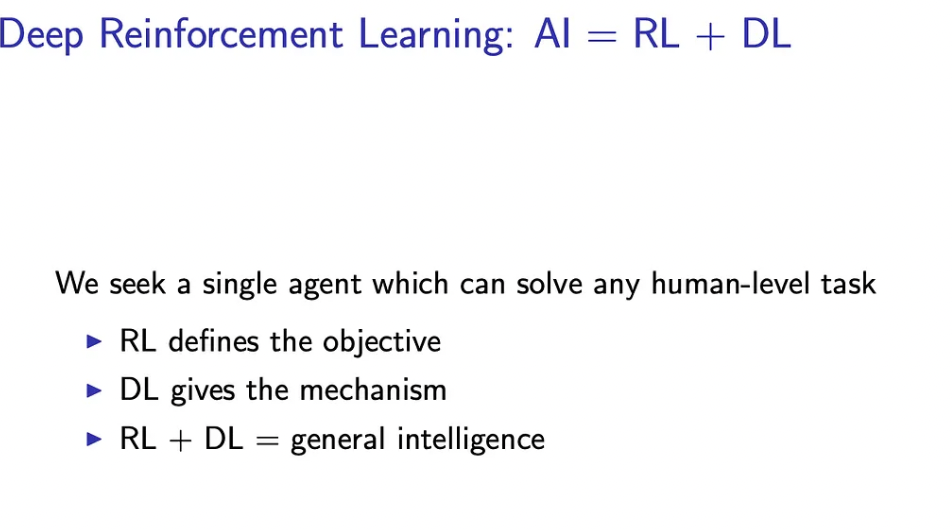 Deep Reinforcement Learning: AI = RL + DL
We seek a single agent which can solve any human-level task
▶ RL defines the objective
▶ DL gives the mechanism
▶ RL + DL = general intelligence